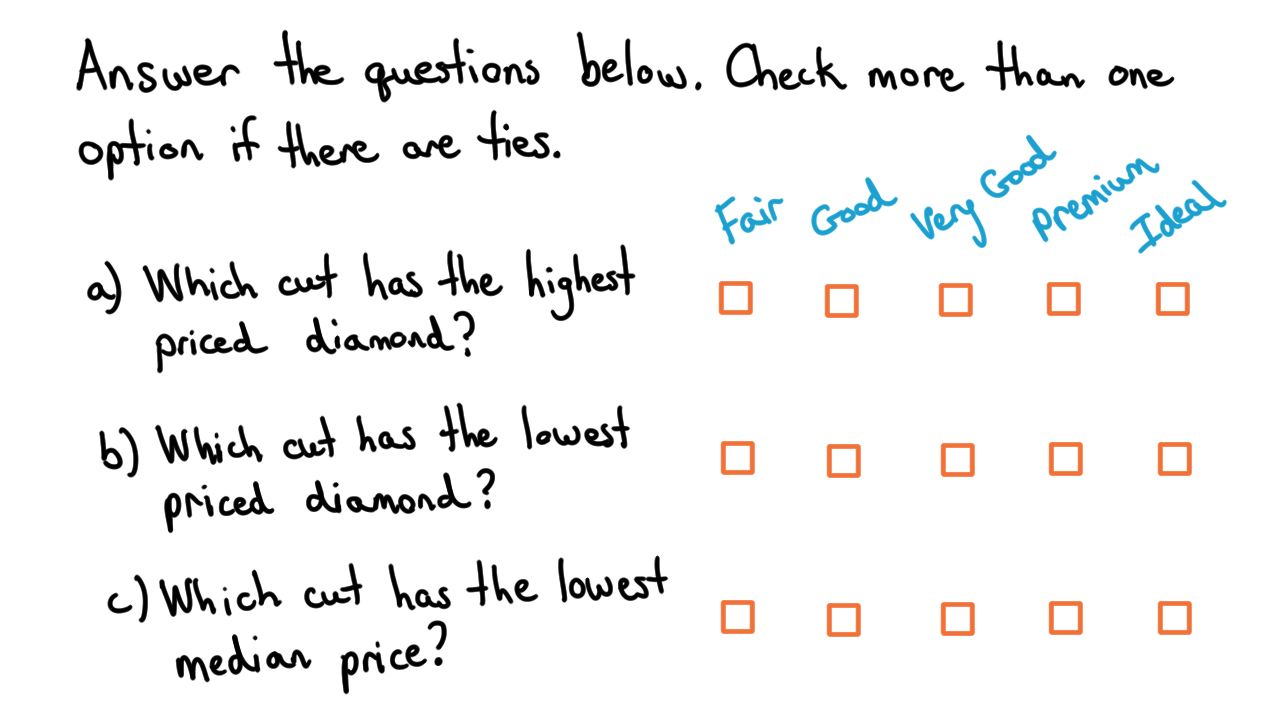 Answer the questions below. Check more than one
option if there are ties.
Fair Good Very Good Premium Ideal
a) Which cut has the highest
priced diamond?
b) Which cut has the lowest
priced diamond?
c) Which cut has the lowest
median price?